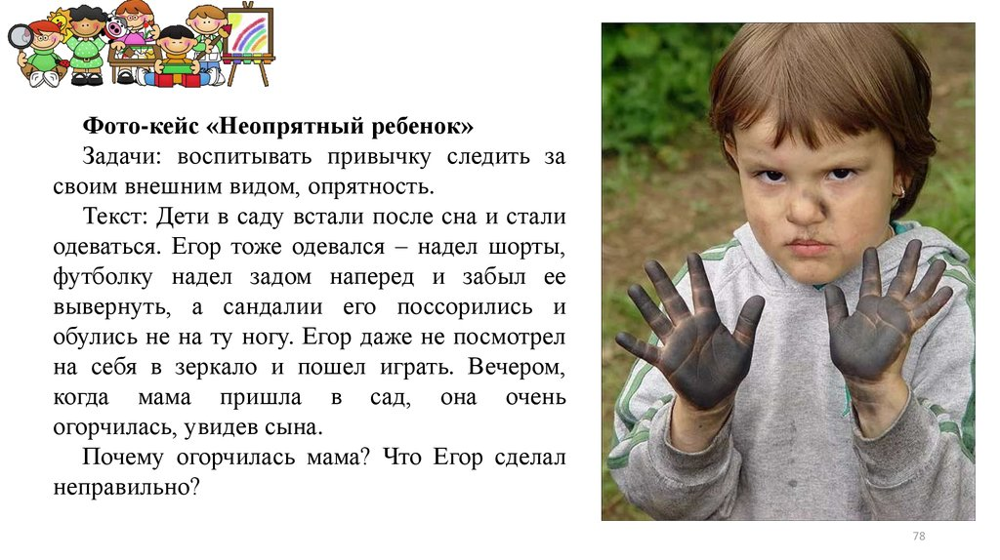 Фото-кейс «Неопрятный ребенок»
Задачи: воспитывать привычку следить за
своим внешним видом, опрятность.
Текст: Дети в саду встали после сна и стали
одеваться. Егор тоже одевался – надел шорты,
футболку надел задом наперед и забыл ее
вывернуть, а сандалии его поссорились и
обулись не на ту ногу. Егор даже не посмотрел
на себя в зеркало и пошел играть. Вечером,
когда мама пришла в сад, она очень
огорчилась, увидев сына.
Почему огорчилась мама? Что Егор сделал
неправильно?
78